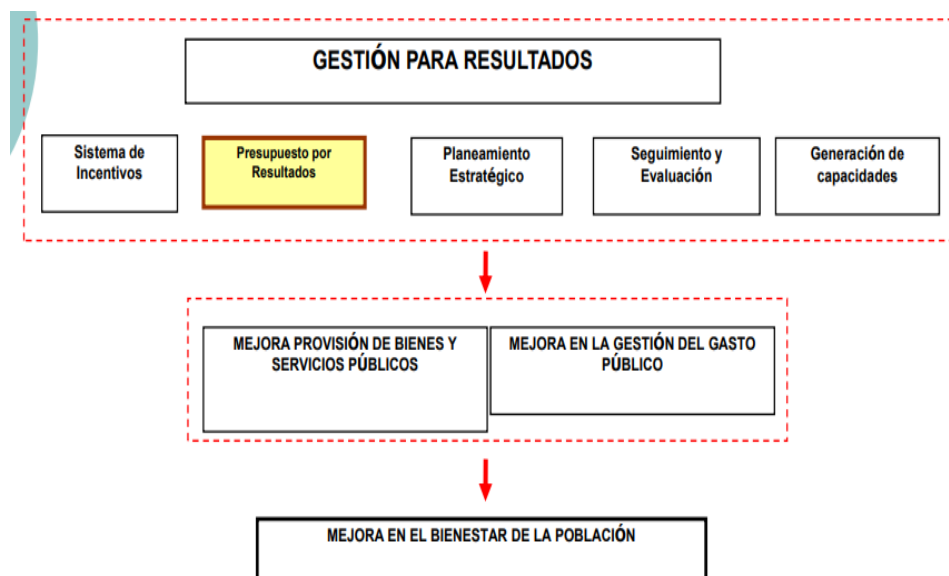 GESTIÓN PARA RESULTADOS
Sistema de
Incentivos
Presupuesto por
Resultados
Planeamiento
Estratégico
Seguimiento y
Evaluación
Generación de
capacidades
MEJORA PROVISIÓN DE BIENES Y
SERVICIOS PÚBLICOS
MEJORA EN LA GESTIÓN DEL GASTO
PÚBLICO
MEJORA EN EL BIENESTAR DE LA POBLACIÓN